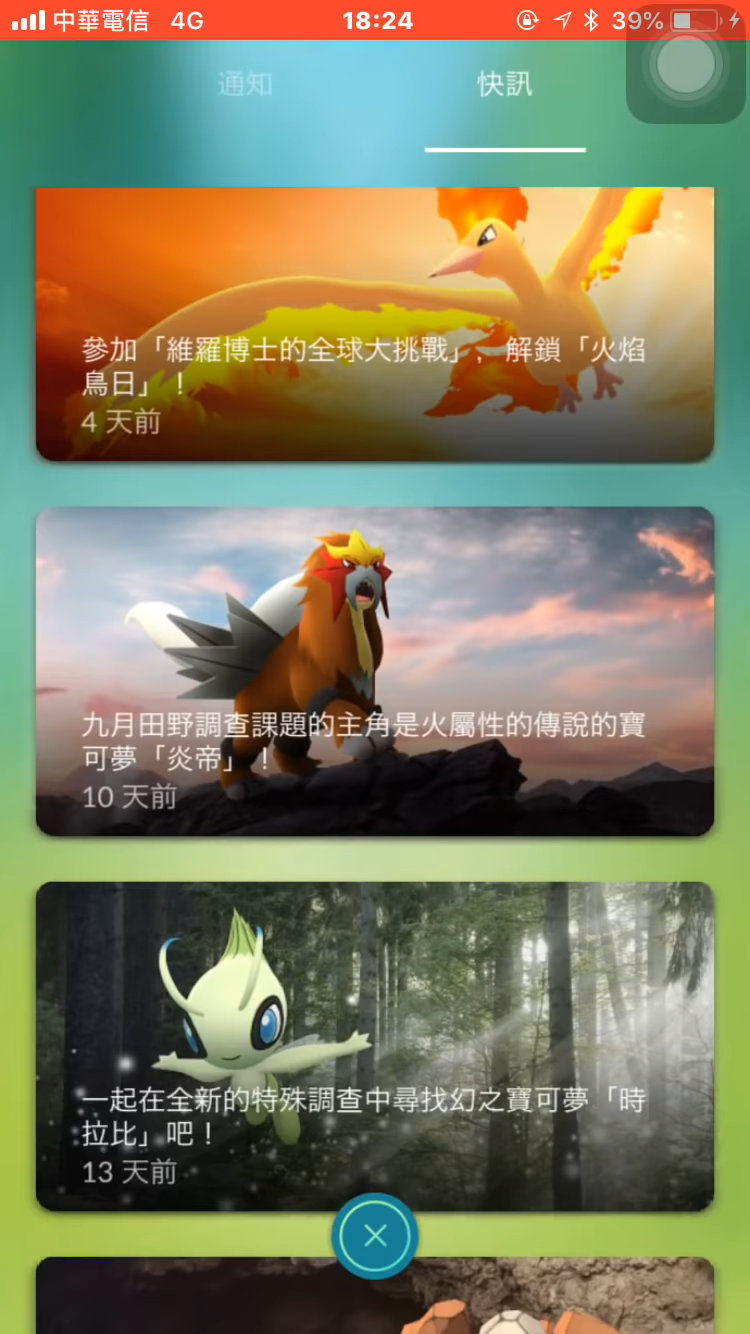 中華電信 4G 18:24 39%
通知 快訊
參加「維羅博士的全球大挑戰」，解鎖「火焰
鳥日」！
4 天前
九月田野調查課題的主角是火屬性的傳說的寶
可夢「炎帝」！
10 天前
一起在全新的特殊調查中尋找幻之寶可夢「時
拉比」吧！
13 天前